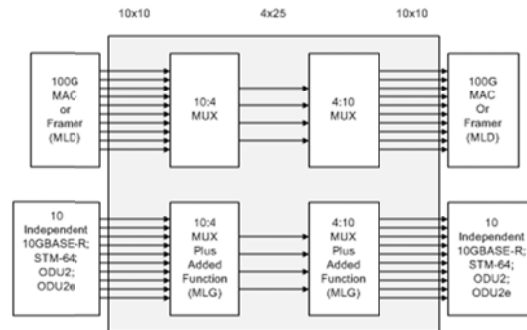 10x10 4x25 10x10
100G
MAC
or
Framer
(MLD)
10:4
MUX
4:10
MUX
100G
MAC
Or
Framer
(MLD)
10
Independent
10GBASE-R;
STM-64;
ODU2;
ODU2e
10:4
MUX
Plus
Added
Function
(MLG)
4:10
MUX
Plus
Added
Function
(MLG)
10
Independent
10GBASE-R;
STM-64;
ODU2;
ODU2e